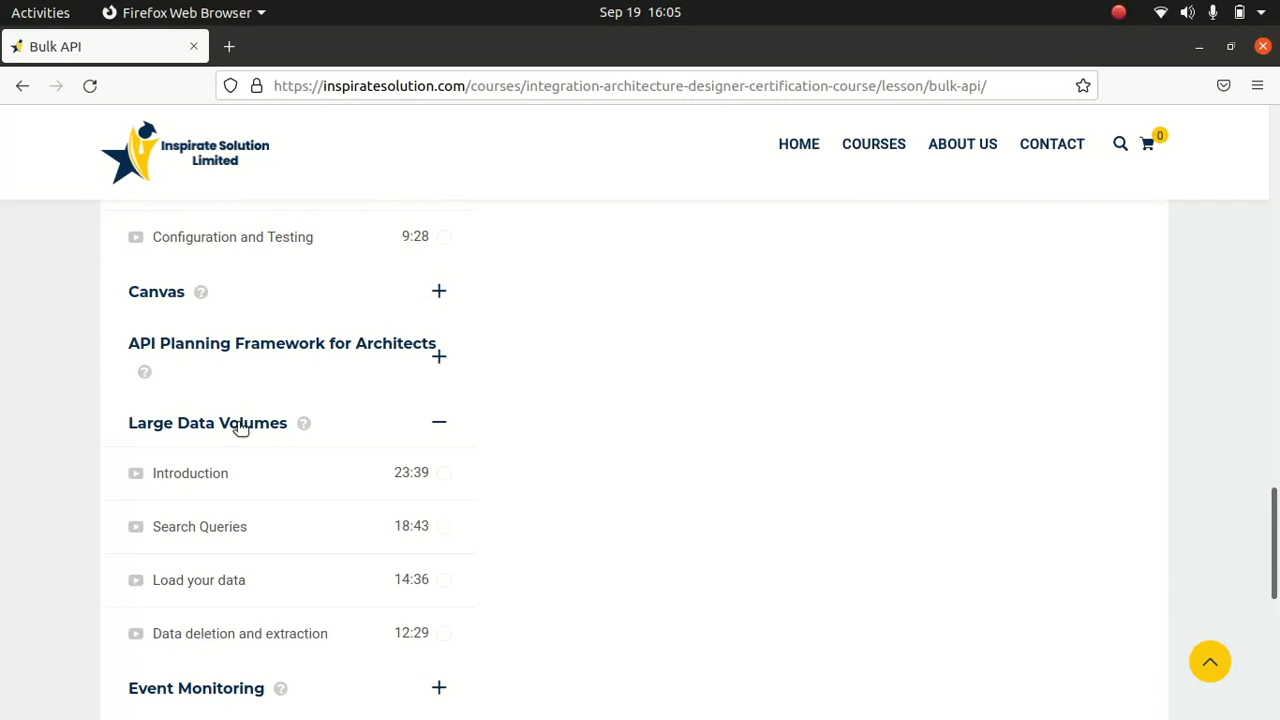 Activities
Firefox Web Browser
Sep 19 16:05
Bulk API
https://inspiratesolution.com/courses/integration-architecture-designer-certification-course/lesson/bulk-api/
Inspirate Solution
Limited
HOME
COURSES
ABOUT US
CONTACT
0
Configuration and Testing 9:28
Canvas
API Planning Framework for Architects
Large Data Volumes
Introduction 23:39
Search Queries 18:43
Load your data 14:36
Data deletion and extraction 12:29
Event Monitoring